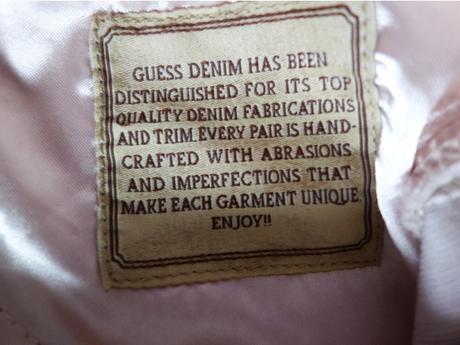 GUESS DENIM HAS BEEN
DISTINGUISHED FOR ITS TOP
QUALITY DENIM FABRICATIONS
AND TRIM. EVERY PAIR IS HAND-
CRAFTED WITH ABRASIONS
AND IMPERFECTIONS THAT
MAKE EACH GARMENT UNIQUE.
ENJOY!!